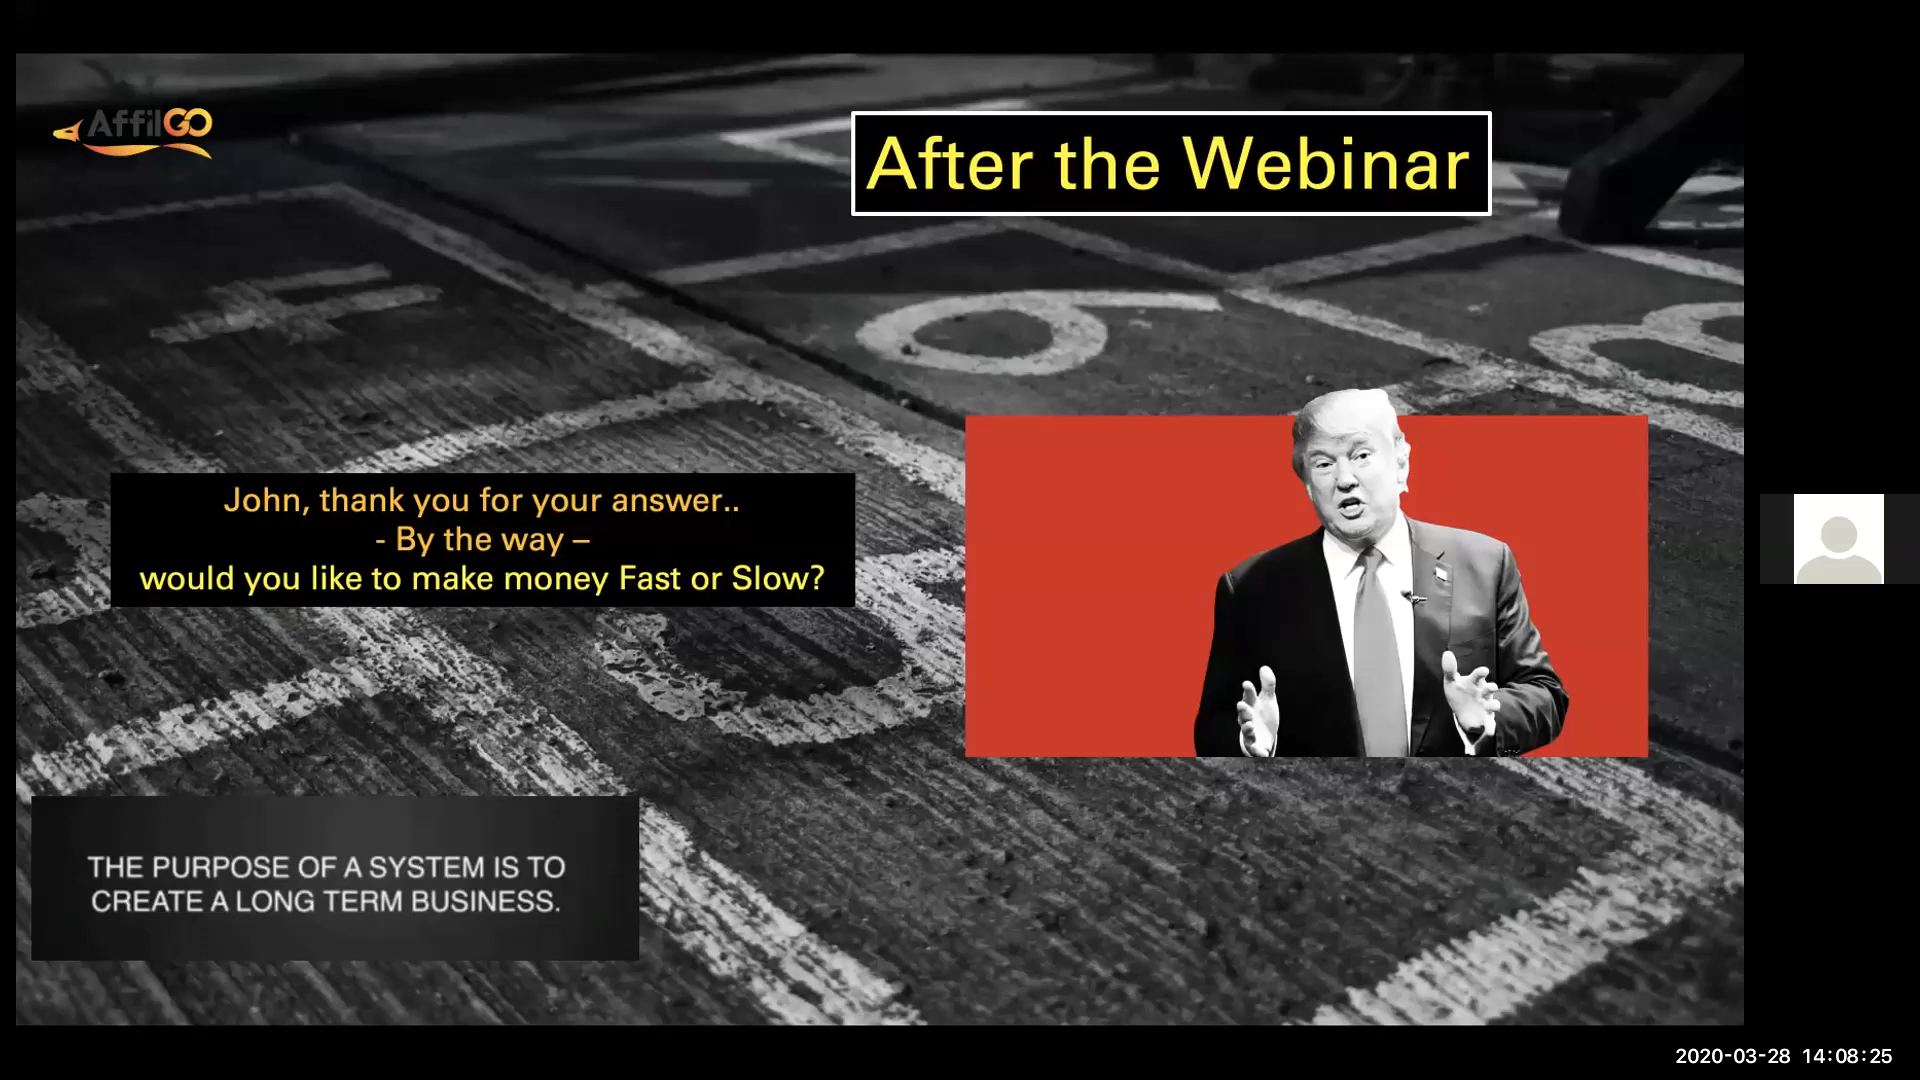 AffilGO
After the Webinar
John, thank you for your answer..
- By the way –
would you like to make money Fast or Slow?
THE PURPOSE OF A SYSTEM IS TO
CREATE A LONG TERM BUSINESS.
2020-03-28 14:08:25